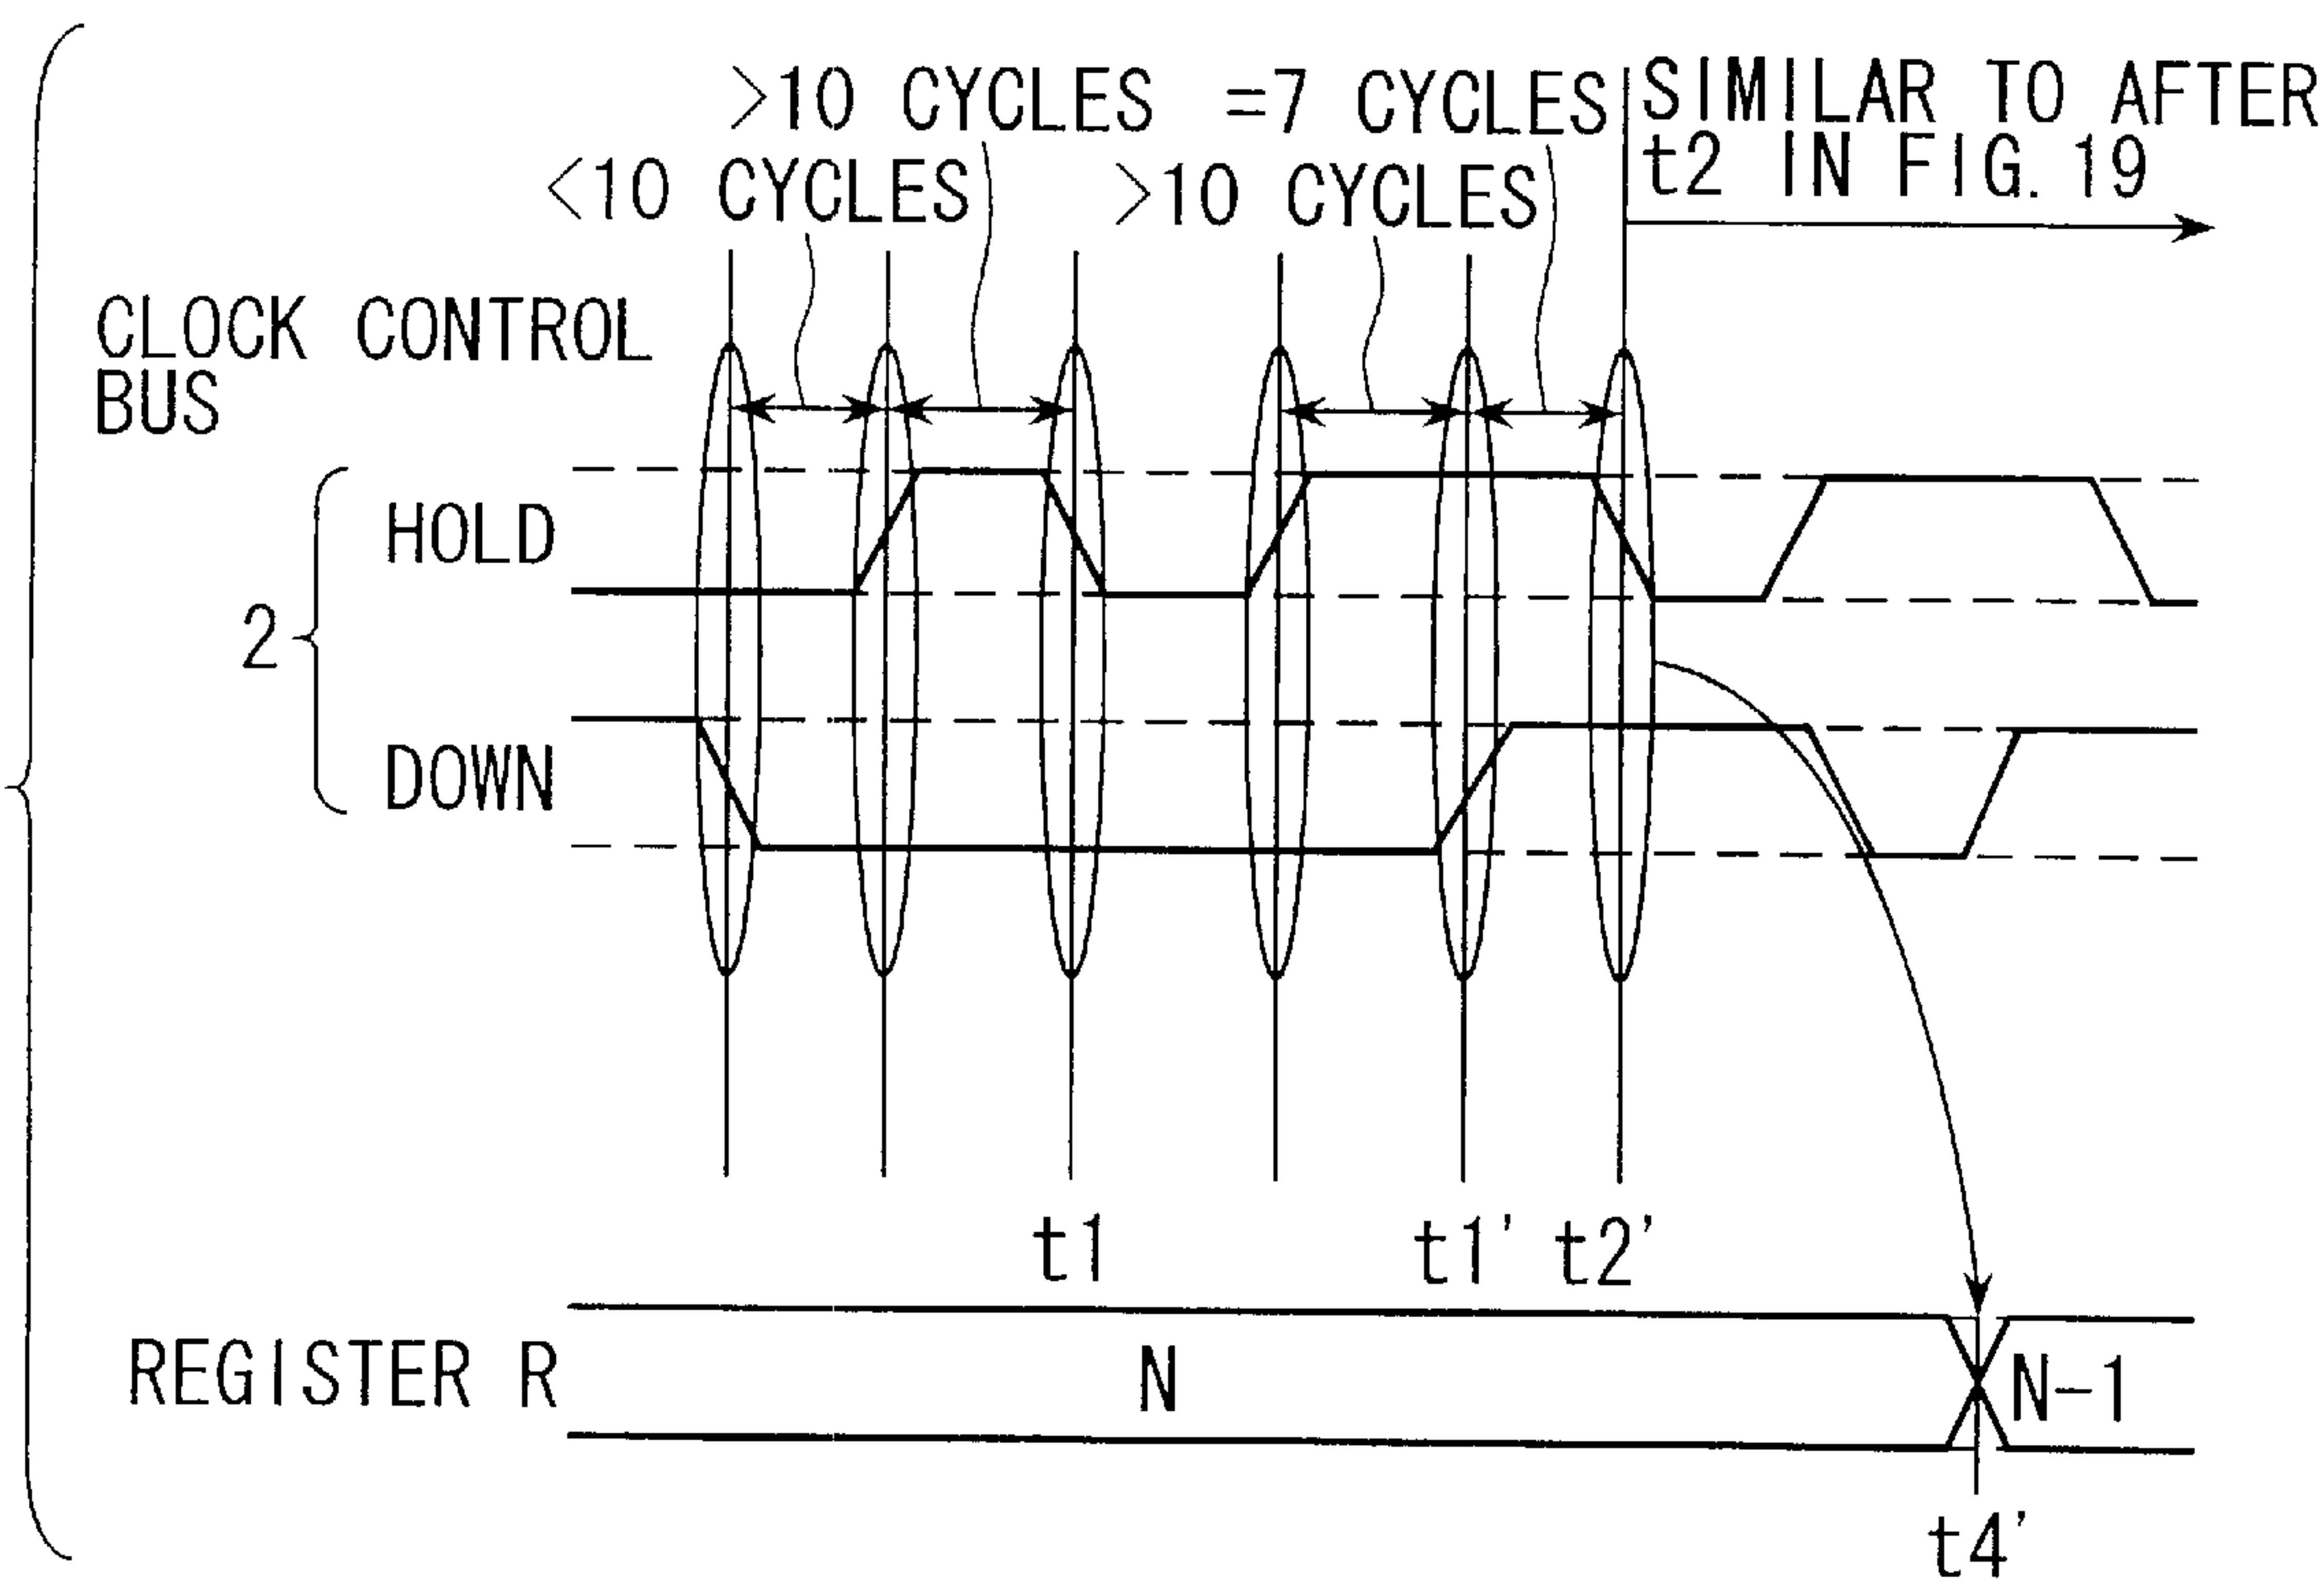 >10 CYCLES =7 CYCLES SIMILAR TO AFTER
<10 CYCLES >10 CYCLES t2 IN FIG. 19
CLOCK CONTROL
BUS
HOLD
2
DOWN
t1 t1' t2'
REGISTER R N N-1
t4'